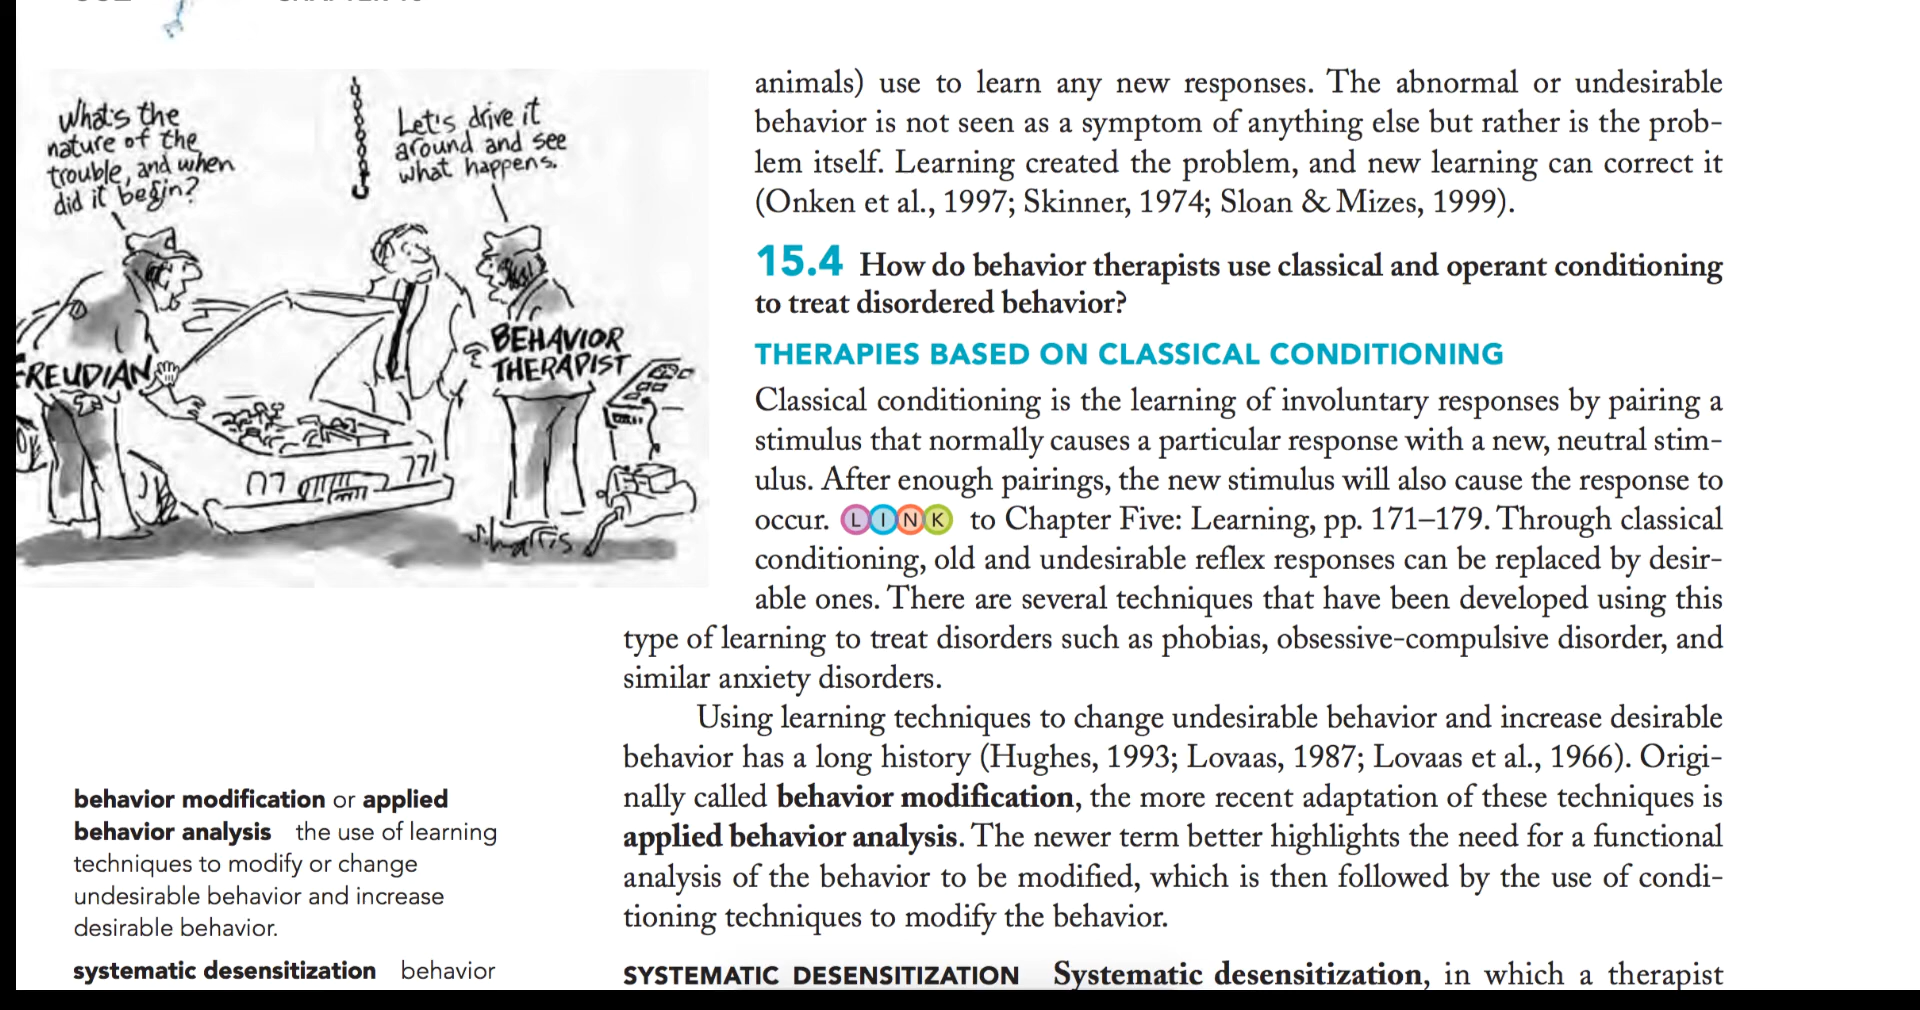 What's the
nature of the
trouble, and when
did it begin?
Let's drive it
around and see
what happens.
FREUDIAN
BEHAVIOR
THERAPIST
S.harris
animals) use to learn any new responses. The abnormal or undesirable
behavior is not seen as a symptom of anything else but rather is the prob-
lem itself. Learning created the problem, and new learning can correct it
(Onken et al., 1997; Skinner, 1974; Sloan & Mizes, 1999).
15.4 How do behavior therapists use classical and operant conditioning
to treat disordered behavior?
THERAPIES BASED ON CLASSICAL CONDITIONING
Classical conditioning is the learning of involuntary responses by pairing a
stimulus that normally causes a particular response with a new, neutral stim-
ulus. After enough pairings, the new stimulus will also cause the response to
occur. LINK to Chapter Five: Learning, pp. 171–179. Through classical
conditioning, old and undesirable reflex responses can be replaced by desir-
able ones. There are several techniques that have been developed using this
type of learning to treat disorders such as phobias, obsessive-compulsive disorder, and
similar anxiety disorders.
Using learning techniques to change undesirable behavior and increase desirable
behavior has a long history (Hughes, 1993; Lovaas, 1987; Lovaas et al., 1966). Origi-
nally called behavior modification, the more recent adaptation of these techniques is
applied behavior analysis. The newer term better highlights the need for a functional
analysis of the behavior to be modified, which is then followed by the use of condi-
tioning techniques to modify the behavior.
SYSTEMATIC DESENSITIZATION Systematic desensitization, in which a therapist
behavior modification or applied
behavior analysis the use of learning
techniques to modify or change
undesirable behavior and increase
desirable behavior.
systematic desensitization behavior